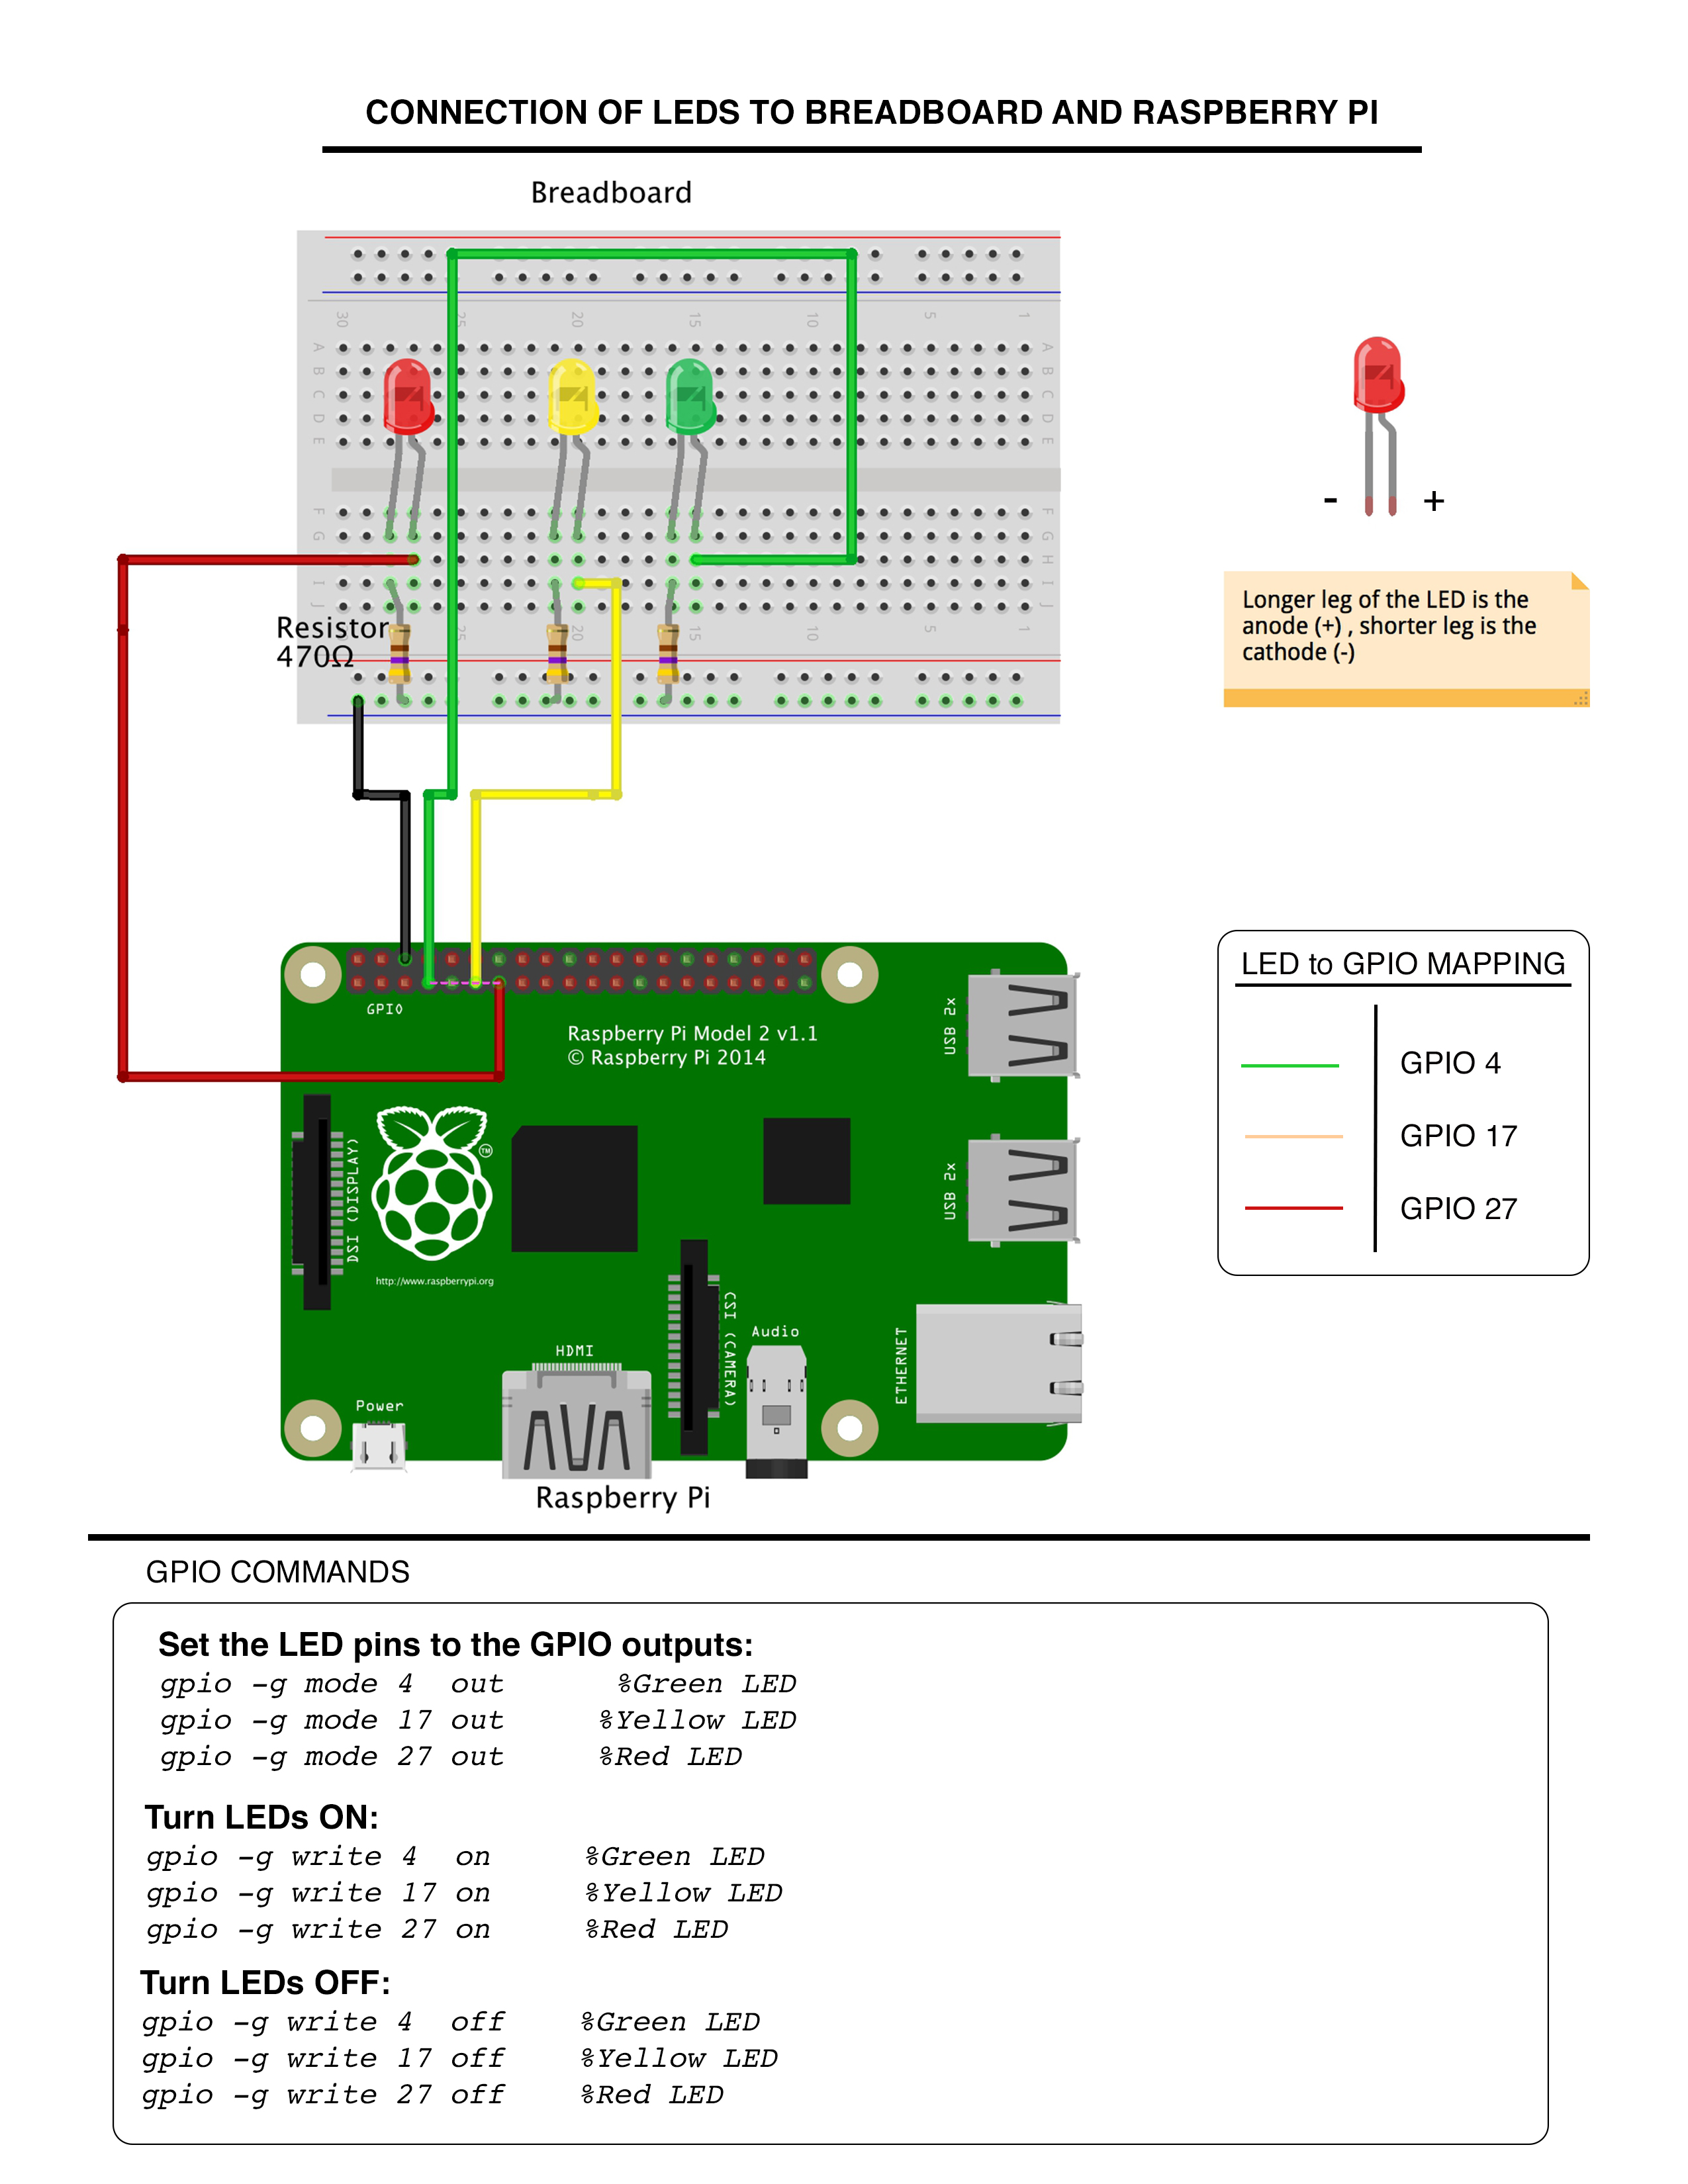 CONNECTION OF LEDS TO BREADBOARD AND RASPBERRY PI
Breadboard
30 25 20 15 10 5 1
A A
B B
C C
D D
E E
F F
G G
H H
I I
J J
25 20 15 10 5 1
Resistor
470Ω
- +
Longer leg of the LED is the
anode (+) , shorter leg is the
cathode (-)
GPIO
Raspberry Pi Model 2 v1.1
© Raspberry Pi 2014
USB 2x
USB 2x
DSI (DISPLAY)
TM
http://www.raspberrypi.org
CSI (CAMERA)
Audio
HDMI
ETHERNET
Power
Raspberry Pi
LED to GPIO MAPPING
GPIO 4
GPIO 17
GPIO 27
GPIO COMMANDS
Set the LED pins to the GPIO outputs:
gpio -g mode 4 out %Green LED
gpio -g mode 17 out %Yellow LED
gpio -g mode 27 out %Red LED
Turn LEDs ON:
gpio -g write 4 on %Green LED
gpio -g write 17 on %Yellow LED
gpio -g write 27 on %Red LED
Turn LEDs OFF:
gpio -g write 4 off %Green LED
gpio -g write 17 off %Yellow LED
gpio -g write 27 off %Red LED